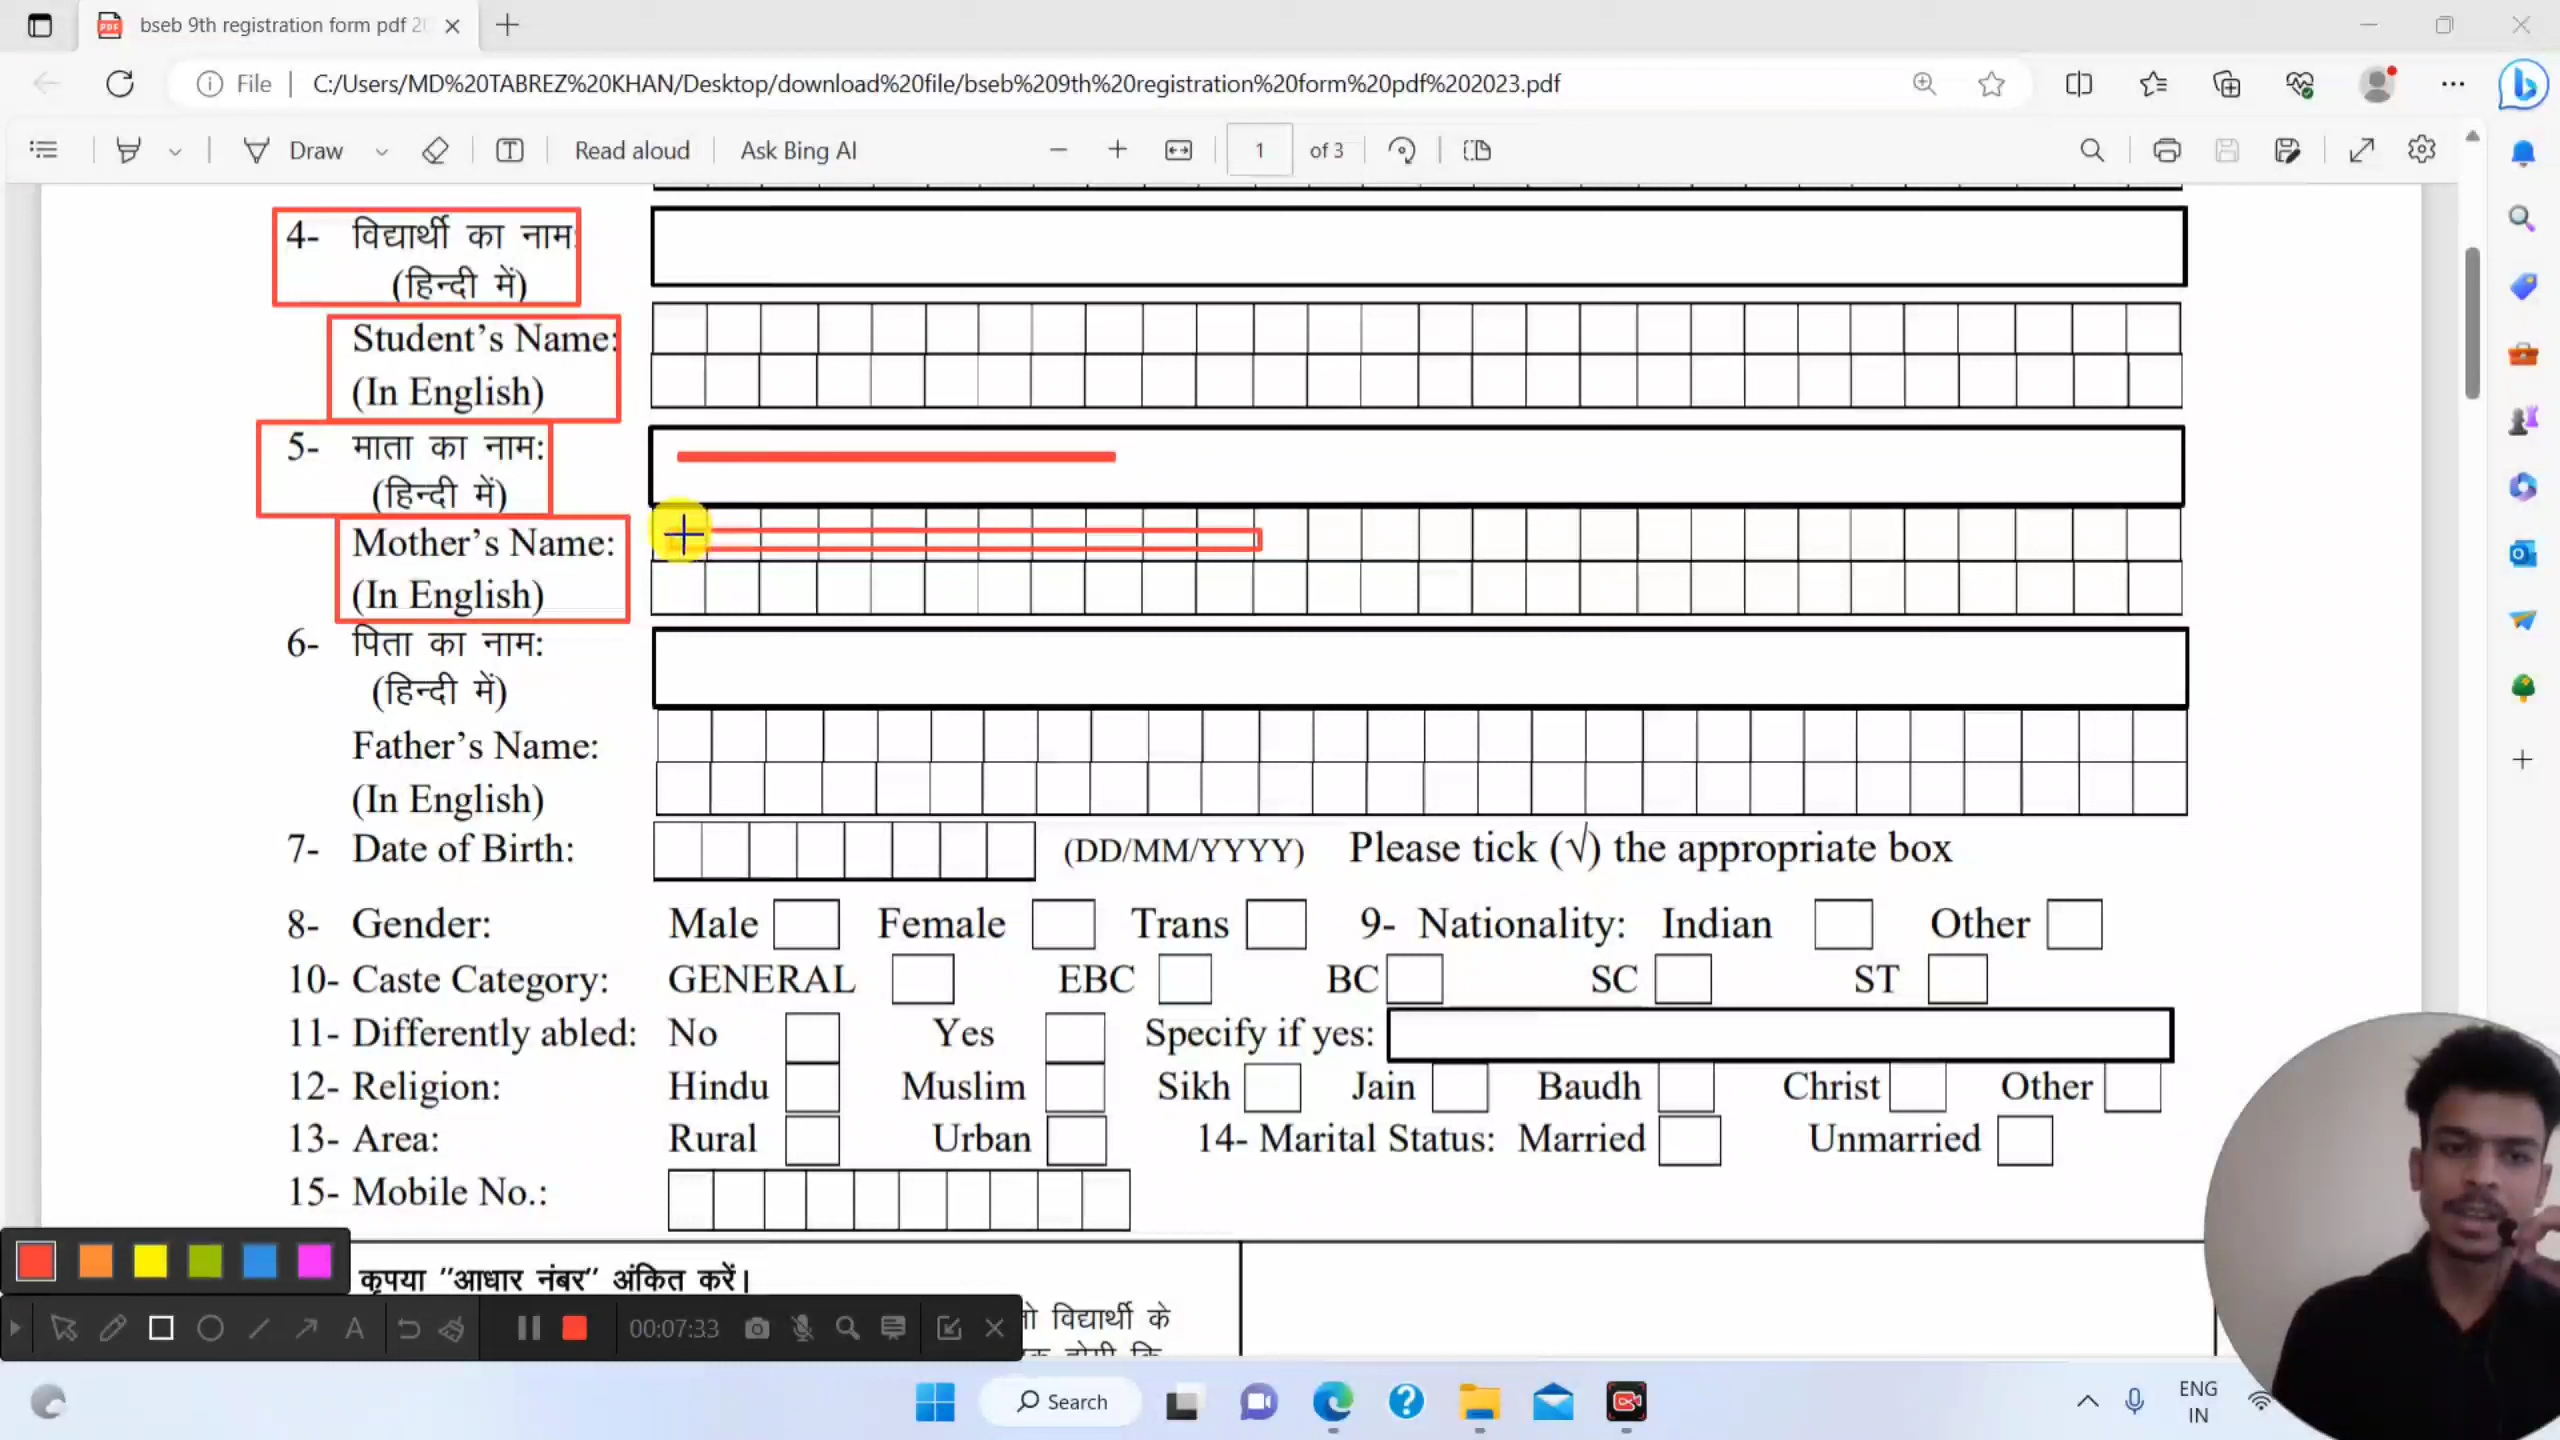 bseb 9th registration form pdf 20
File | C:/Users/MD%20TABREZ%20KHAN/Desktop/download%20file/bseb%209th%20registration%20form%20pdf%202023.pdf
Draw Read aloud Ask Bing AI 1 of 3
4- विद्यार्थी का नाम:
(हिन्दी में)
Student’s Name:
(In English)
5- माता का नाम:
(हिन्दी में)
Mother’s Name:
(In English)
6- पिता का नाम:
(हिन्दी में)
Father’s Name:
(In English)
7- Date of Birth: (DD/MM/YYYY) Please tick (√) the appropriate box
8- Gender: Male Female Trans 9- Nationality: Indian Other
10- Caste Category: GENERAL EBC BC SC ST
11- Differently abled: No Yes Specify if yes:
12- Religion: Hindu Muslim Sikh Jain Baudh Christ Other
13- Area: Rural Urban 14- Marital Status: Married Unmarried
15- Mobile No.:
कृपया ”आधार नंबर” अंकित करें।
विद्यार्थी के
होगी कि
00:07:33
Search
ENG
IN